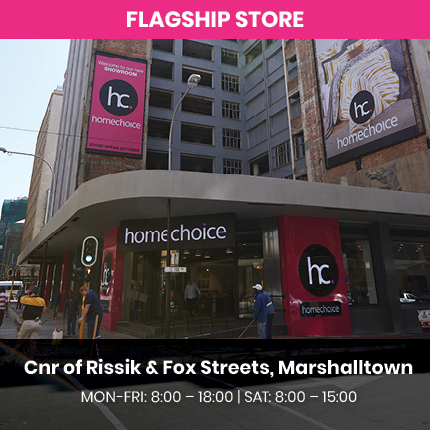 FLAGSHIP STORE
Welcome to our new
SHOWROOM
hc
homechoice
hc
homechoice
homechoice
hc
homechoice
Cnr of Rissik & Fox Streets, Marshalltown
MON-FRI: 8:00 – 18:00 | SAT: 8:00 – 15:00